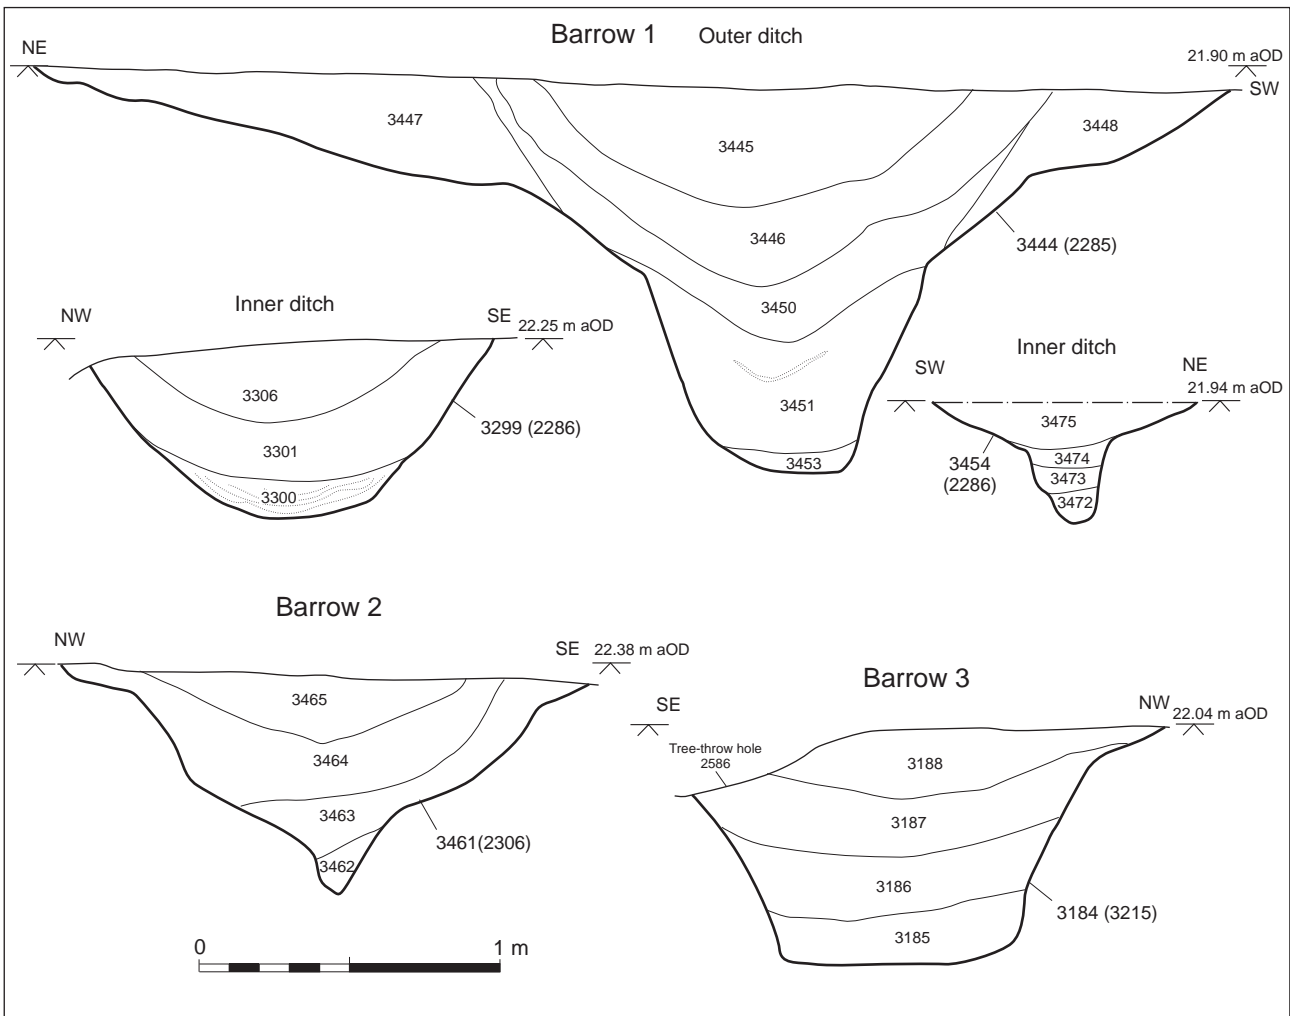 Barrow 1 Outer ditch
NE
21.90 m aOD
SW
3447
3445
3448
3446
3444 (2285)
3450
3451
3453
Inner ditch
NW
SE 22.25 m aOD
3306
3299 (2286)
3301
3300
Inner ditch
SW
NE
21.94 m aOD
3475
3474
3454
(2286)
3473
3472
Barrow 2
NW
SE 22.38 m aOD
3465
3464
3463
3461(2306)
3462
Barrow 3
SE
NW 22.04 m aOD
Tree-throw hole
2586
3188
3187
3186
3184 (3215)
3185
0 1 m